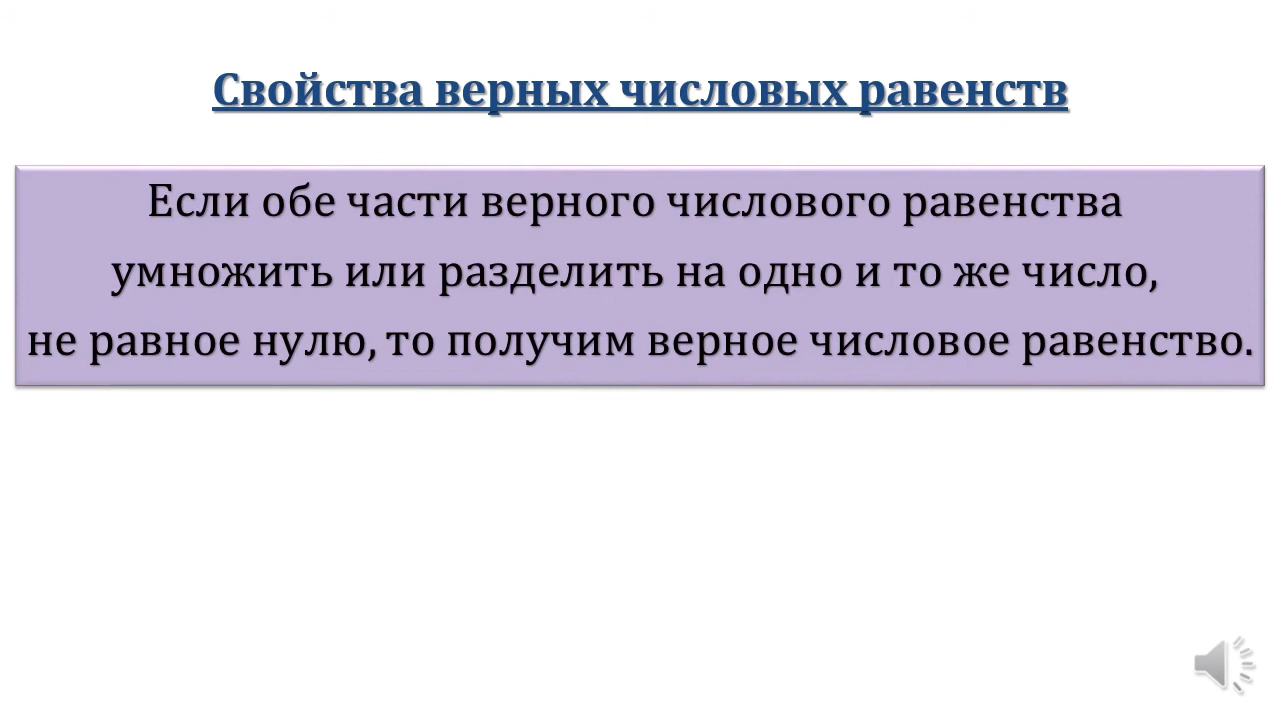 Свойства верных числовых равенств
Если обе части верного числового равенства
умножить или разделить на одно и то же число,
не равное нулю, то получим верное числовое равенство.